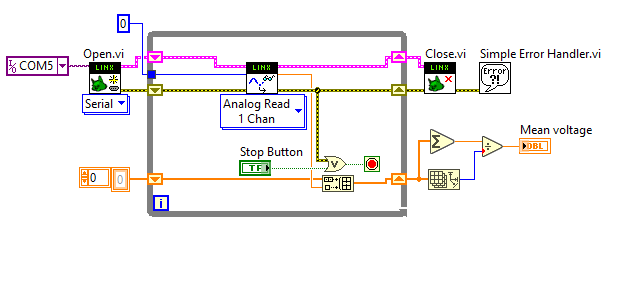 0
COM5
Open.vi
LINX
Serial
LINX
Analog Read
1 Chan
Close.vi
LINX
Simple Error Handler.vi
Error
?!
Stop Button
TF
V
0
0
i
Σ
÷
Mean voltage
DBL